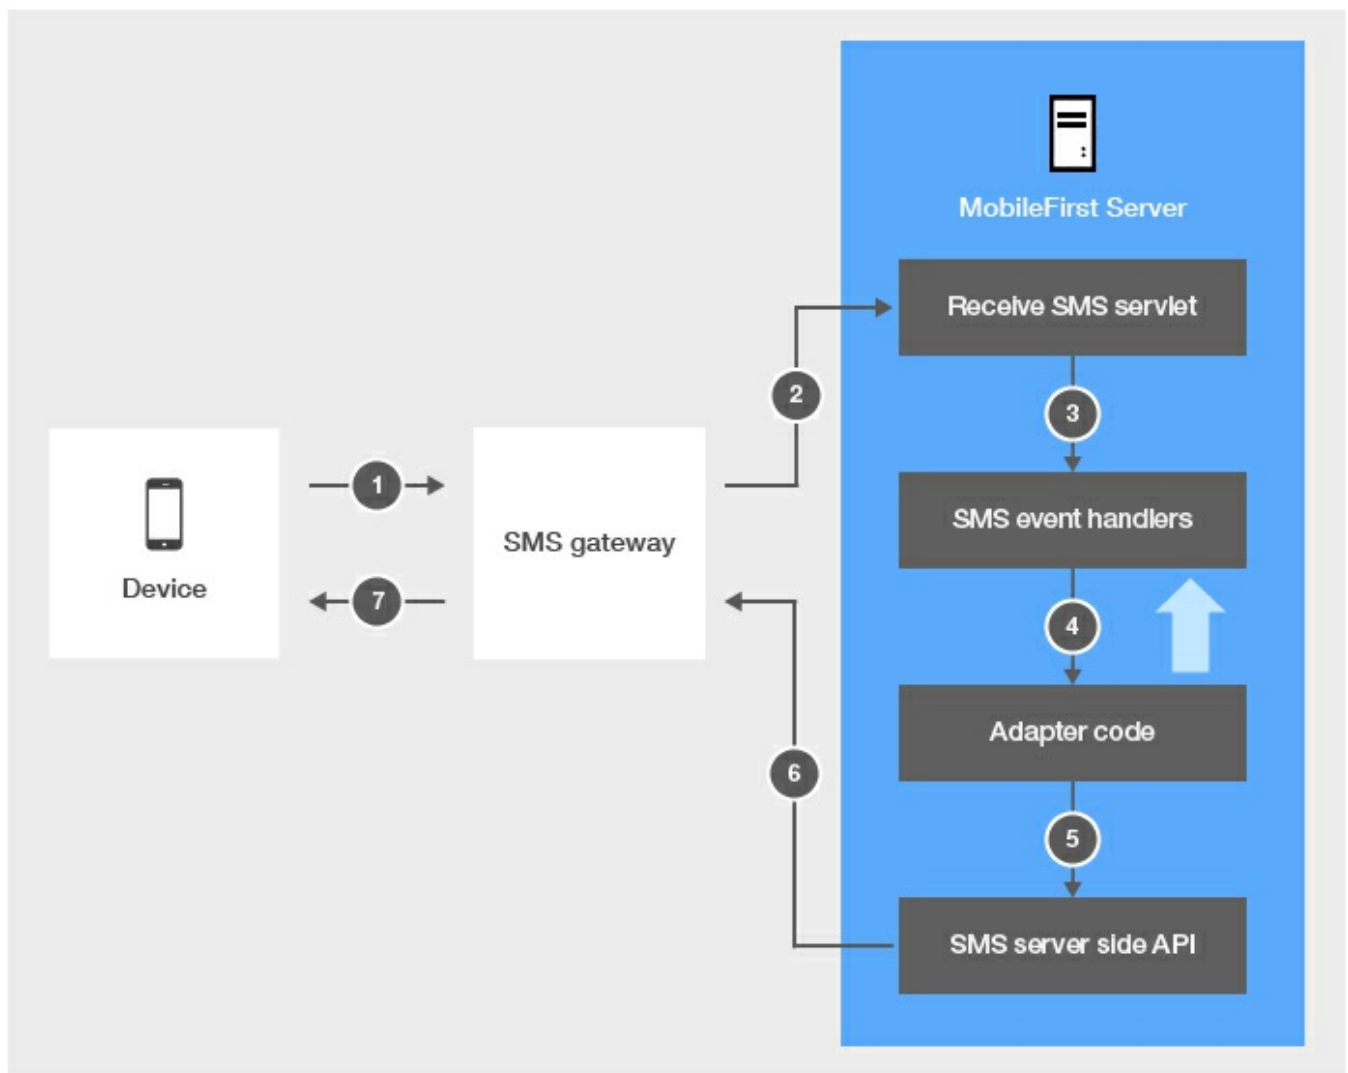 MobileFirst Server
Receive SMS servlet
2
3
1
SMS event handlers
SMS gateway
Device
7
4
Adapter code
6
5
SMS server side API